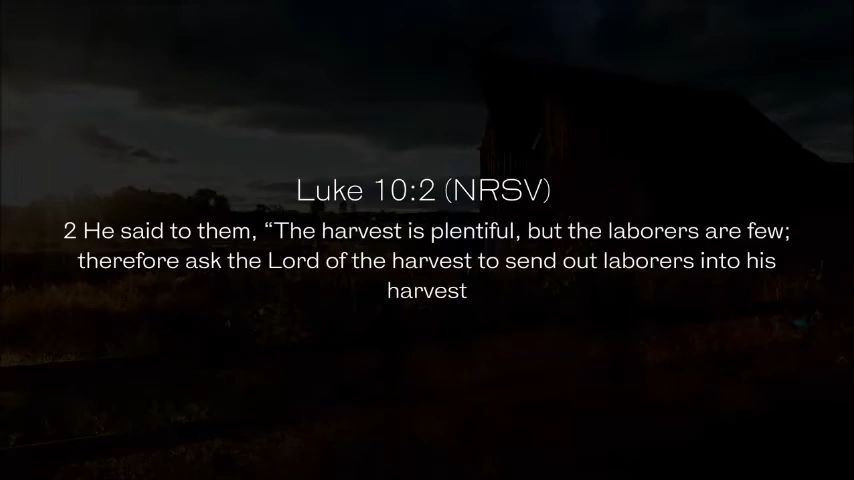 Luke 10:2 (NRSV)
2 He said to them, “The harvest is plentiful, but the laborers are few;
therefore ask the Lord of the harvest to send out laborers into his
harvest